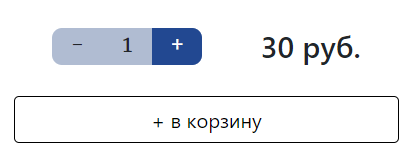 − 1 + 30 руб.
+ в корзину